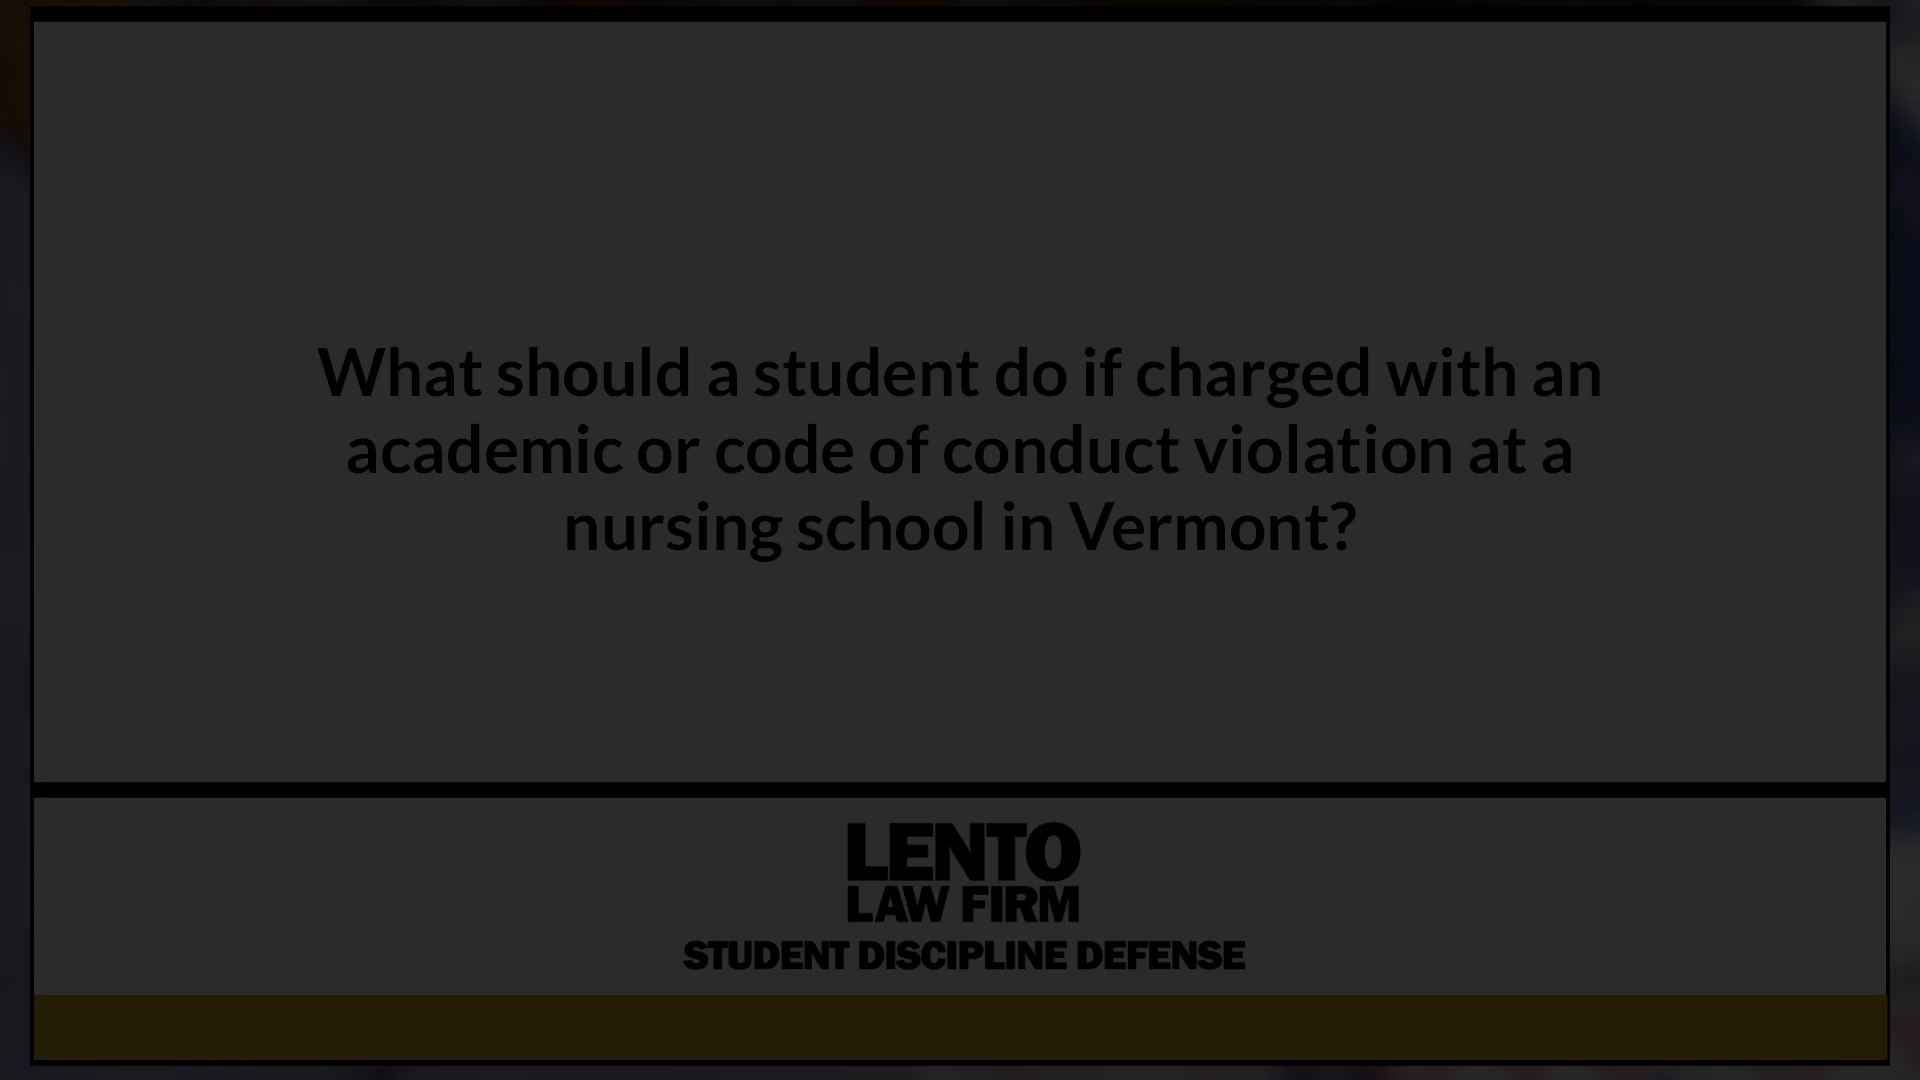 What should a student do if charged with an
academic or code of conduct violation at a
nursing school in Vermont?
LENTO
LAW FIRM
STUDENT DISCIPLINE DEFENSE